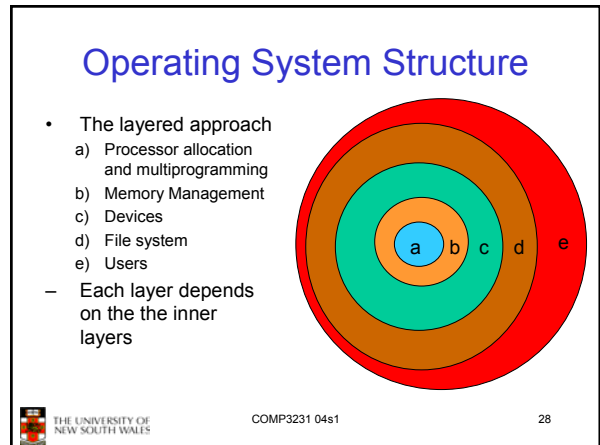 Operating System Structure
• The layered approach
a) Processor allocation
and multiprogramming
b) Memory Management
c) Devices
d) File system
e) Users
– Each layer depends
on the the inner
layers
a b c d e
THE UNIVERSITY OF
NEW SOUTH WALES
COMP3231 04s1
28